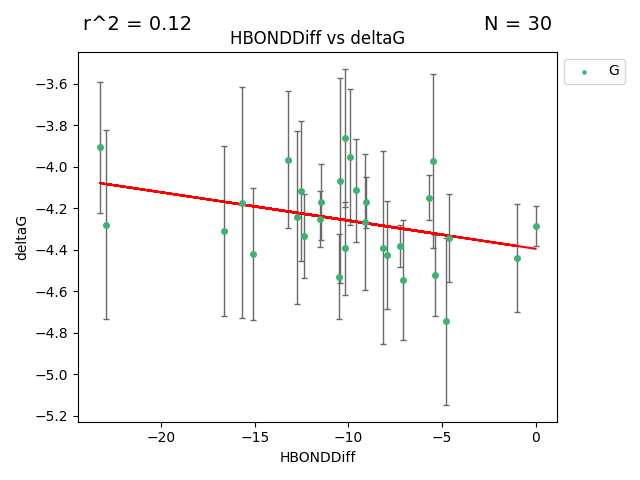 r^2 = 0.12
N = 30
HBONDDiff vs deltaG
G
−3.6
−3.8
−4.0
−4.2
−4.4
−4.6
−4.8
−5.0
−5.2
deltaG
−20 −15 −10 −5 0
HBONDDiff